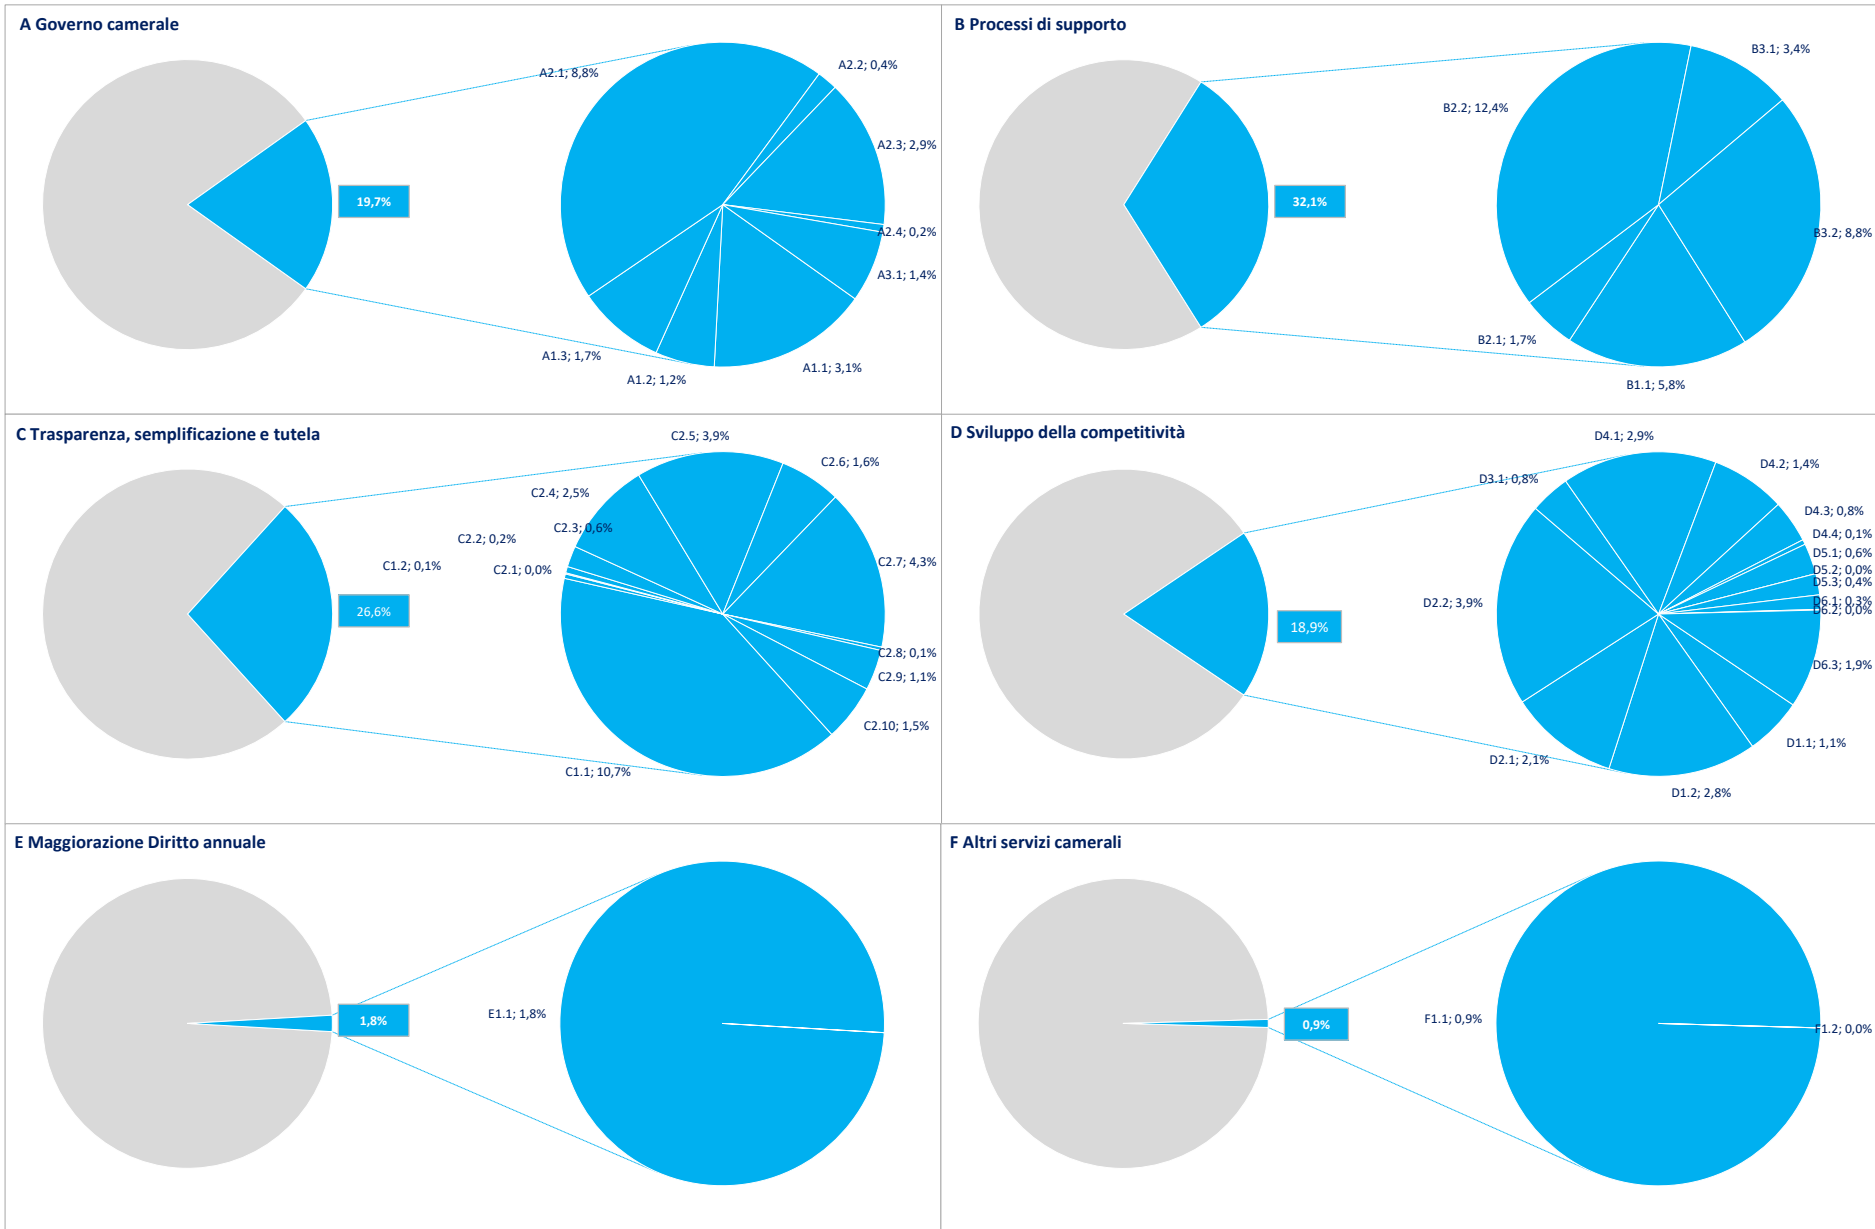 A Governo camerale
A2.1; 8,8%
A2.2; 0,4%
A2.3; 2,9%
19,7%
A2.4; 0,2%
A3.1; 1,4%
A1.3; 1,7%
A1.2; 1,2%
A1.1; 3,1%
B Processi di supporto
B3.1; 3,4%
B2.2; 12,4%
32,1%
B3.2; 8,8%
B2.1; 1,7%
B1.1; 5,8%
C Trasparenza, semplificazione e tutela
C2.5; 3,9%
C2.6; 1,6%
C2.4; 2,5%
C2.3; 0,6%
C2.2; 0,2%
C2.7; 4,3%
C1.2; 0,1%
C2.1; 0,0%
26,6%
C2.8; 0,1%
C2.9; 1,1%
C2.10; 1,5%
C1.1; 10,7%
D Sviluppo della competitività
D4.1; 2,9%
D4.2; 1,4%
D3.1; 0,8%
D4.3; 0,8%
D4.4; 0,1%
D5.1; 0,6%
D5.2; 0,0%
D5.3; 0,4%
D6.1; 0,3%
D2.2; 3,9%
D6.2; 0,0%
18,9%
D6.3; 1,9%
D1.1; 1,1%
D2.1; 2,1%
D1.2; 2,8%
E Maggiorazione Diritto annuale
E1.1; 1,8%
1,8%
F Altri servizi camerali
F1.1; 0,9%
0,9%
F1.2; 0,0%